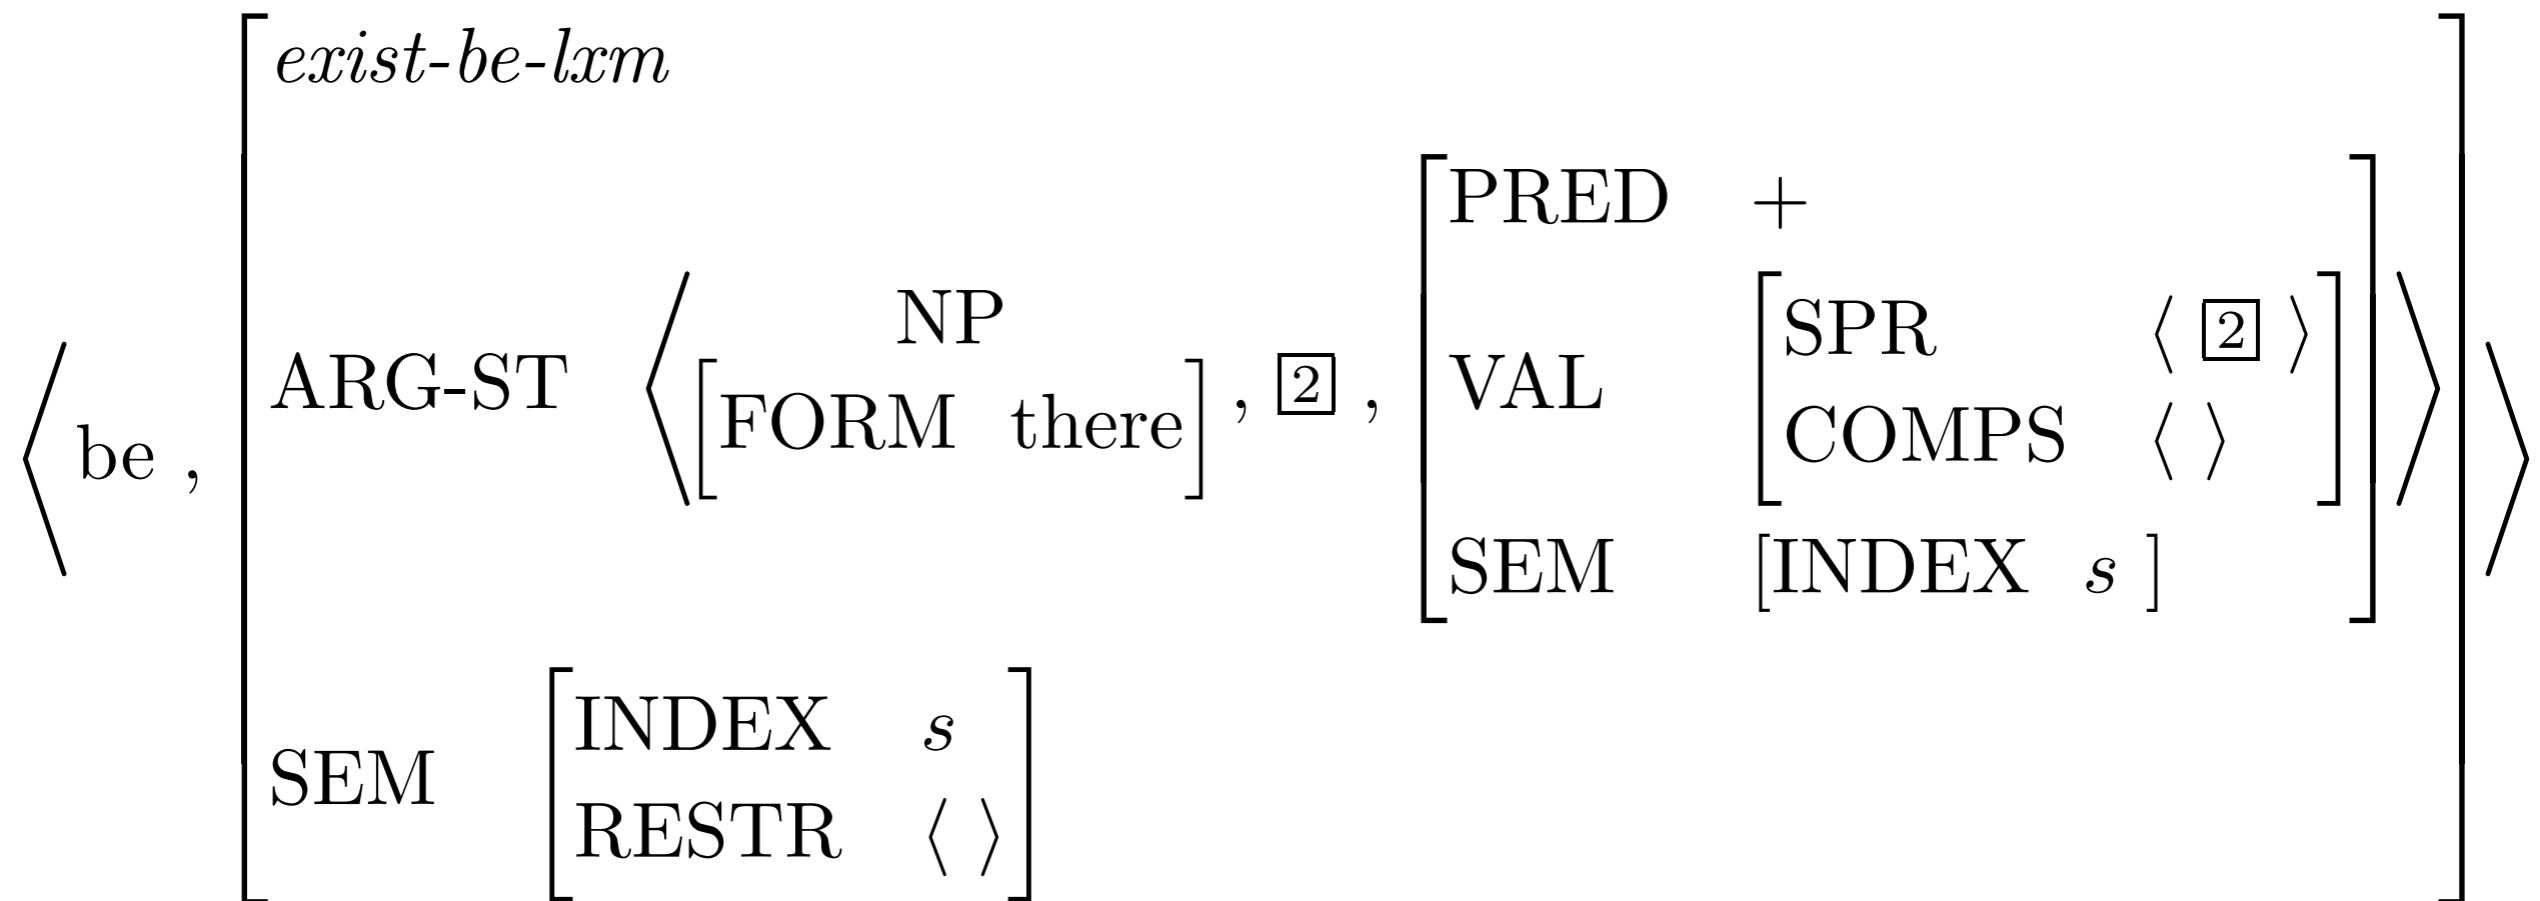 exist-be-lxm
PRED +
NP
SPR ⟨ 2 ⟩
⟨ be , ARG-ST ⟨ [FORM there] , 2 , VAL
COMPS ⟨ ⟩ ⟩ ⟩
SEM [INDEX s ]
INDEX s
SEM
RESTR ⟨ ⟩